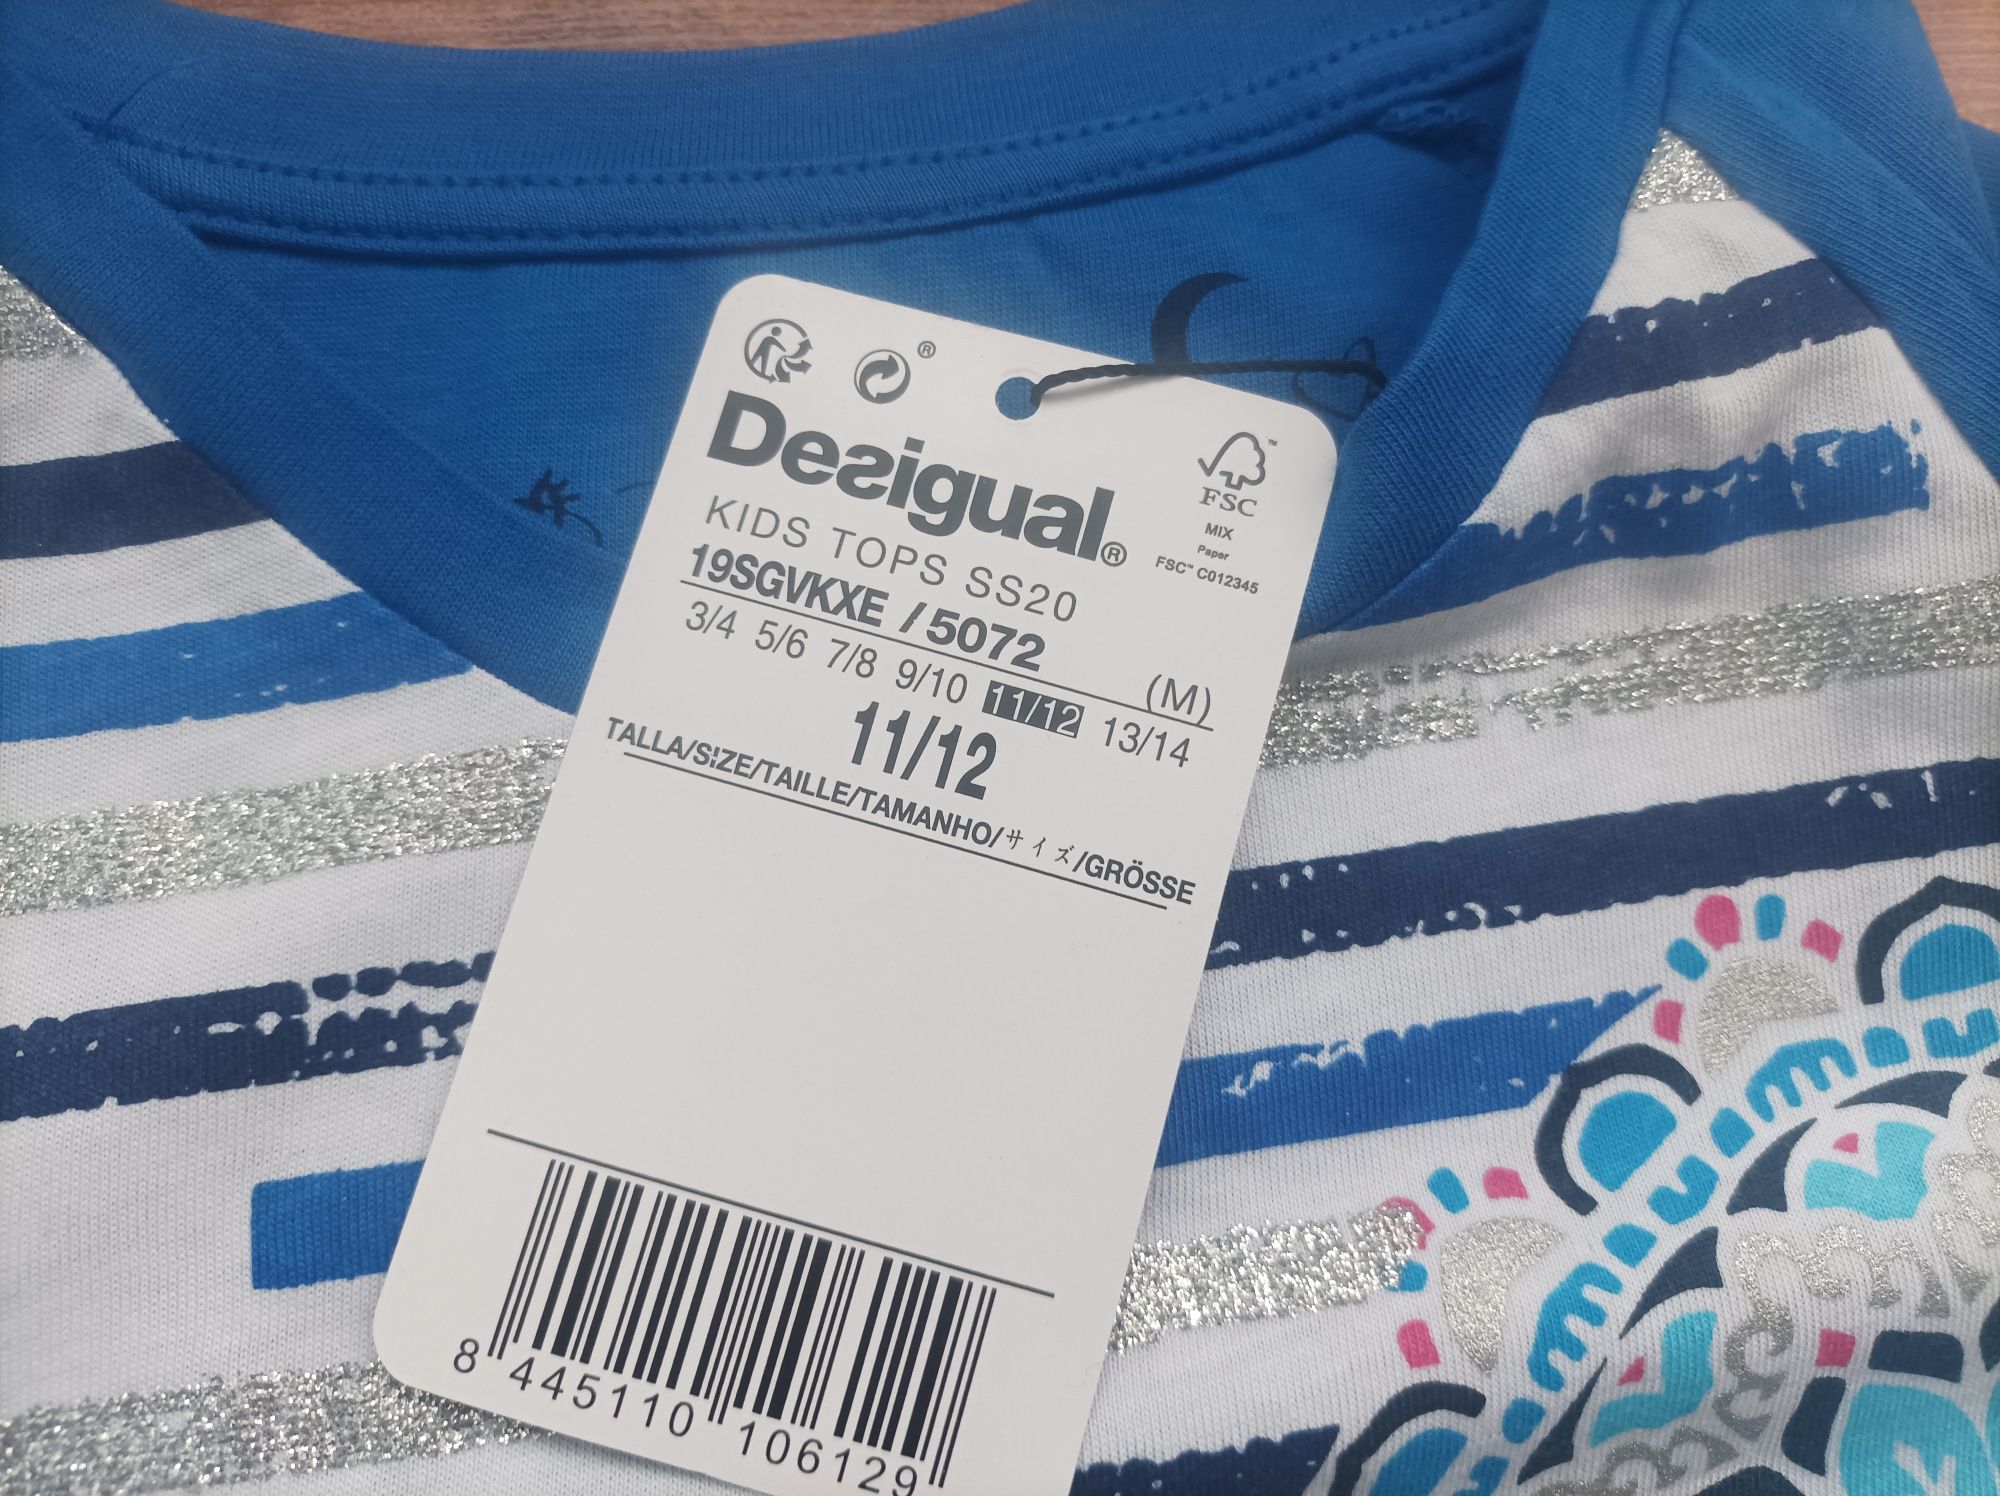 Desigual®
KIDS TOPS SS20
19SGVKXE / 5072 (M)
3/4 5/6 7/8 9/10 11/12 13/14
11/12
TALLA/SIZE/TAILLE/TAMANHO/サイズ/GRÖSSE
®
FSC™
MIX
Paper
FSC™ C012345
8 445110 106129